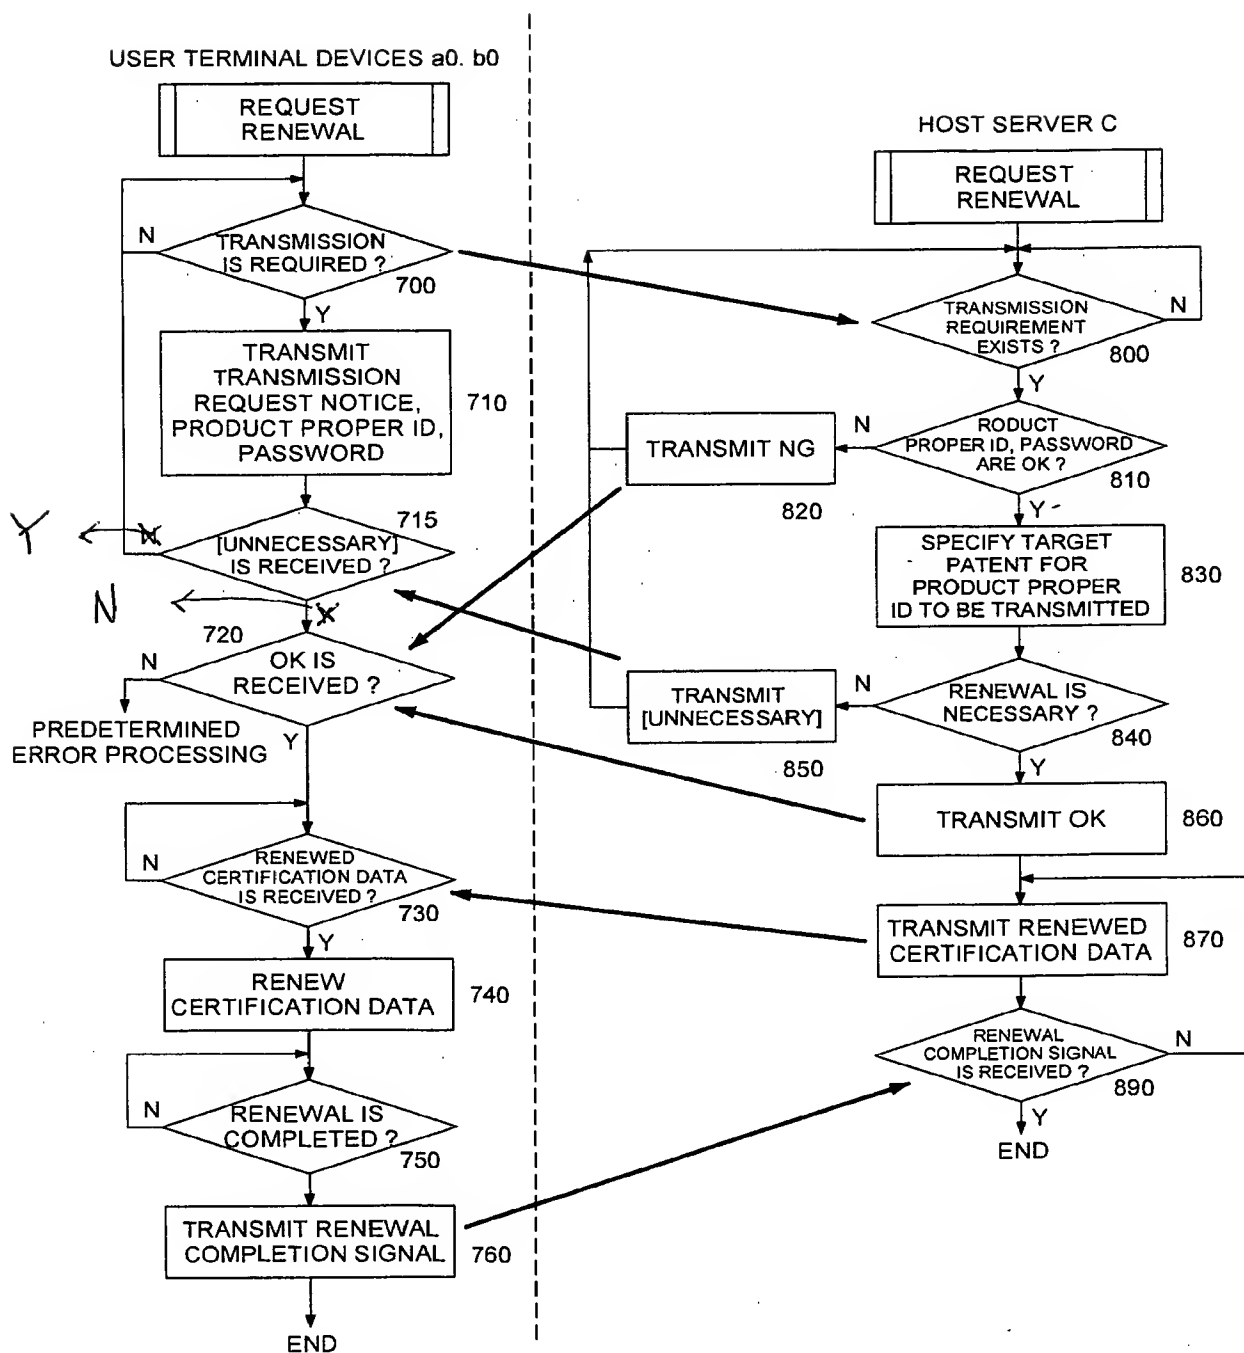 USER TERMINAL DEVICES a0. b0
REQUEST
RENEWAL
N
TRANSMISSION
IS REQUIRED ?
700
Y
TRANSMIT
TRANSMISSION
REQUEST NOTICE,
PRODUCT PROPER ID,
PASSWORD
710
715
Y
N
[UNNECESSARY]
IS RECEIVED ?
N
Y
720
N
OK IS
RECEIVED ?
PREDETERMINED
ERROR PROCESSING
Y
N
RENEWED
CERTIFICATION DATA
IS RECEIVED ?
730
Y
RENEW
CERTIFICATION DATA
740
N
RENEWAL IS
COMPLETED ?
750
TRANSMIT RENEWAL
COMPLETION SIGNAL
760
END
HOST SERVER C
REQUEST
RENEWAL
TRANSMISSION
REQUIREMENT
EXISTS ?
N
800
Y
N
RODUCT
PROPER ID, PASSWORD
ARE OK ?
810
TRANSMIT NG
820
Y
SPECIFY TARGET
PATENT FOR
PRODUCT PROPER
ID TO BE TRANSMITTED
830
N
RENEWAL IS
NECESSARY ?
840
TRANSMIT
[UNNECESSARY]
850
Y
TRANSMIT OK
860
TRANSMIT RENEWED
CERTIFICATION DATA
870
RENEWAL
COMPLETION SIGNAL
IS RECEIVED ?
N
890
Y
END